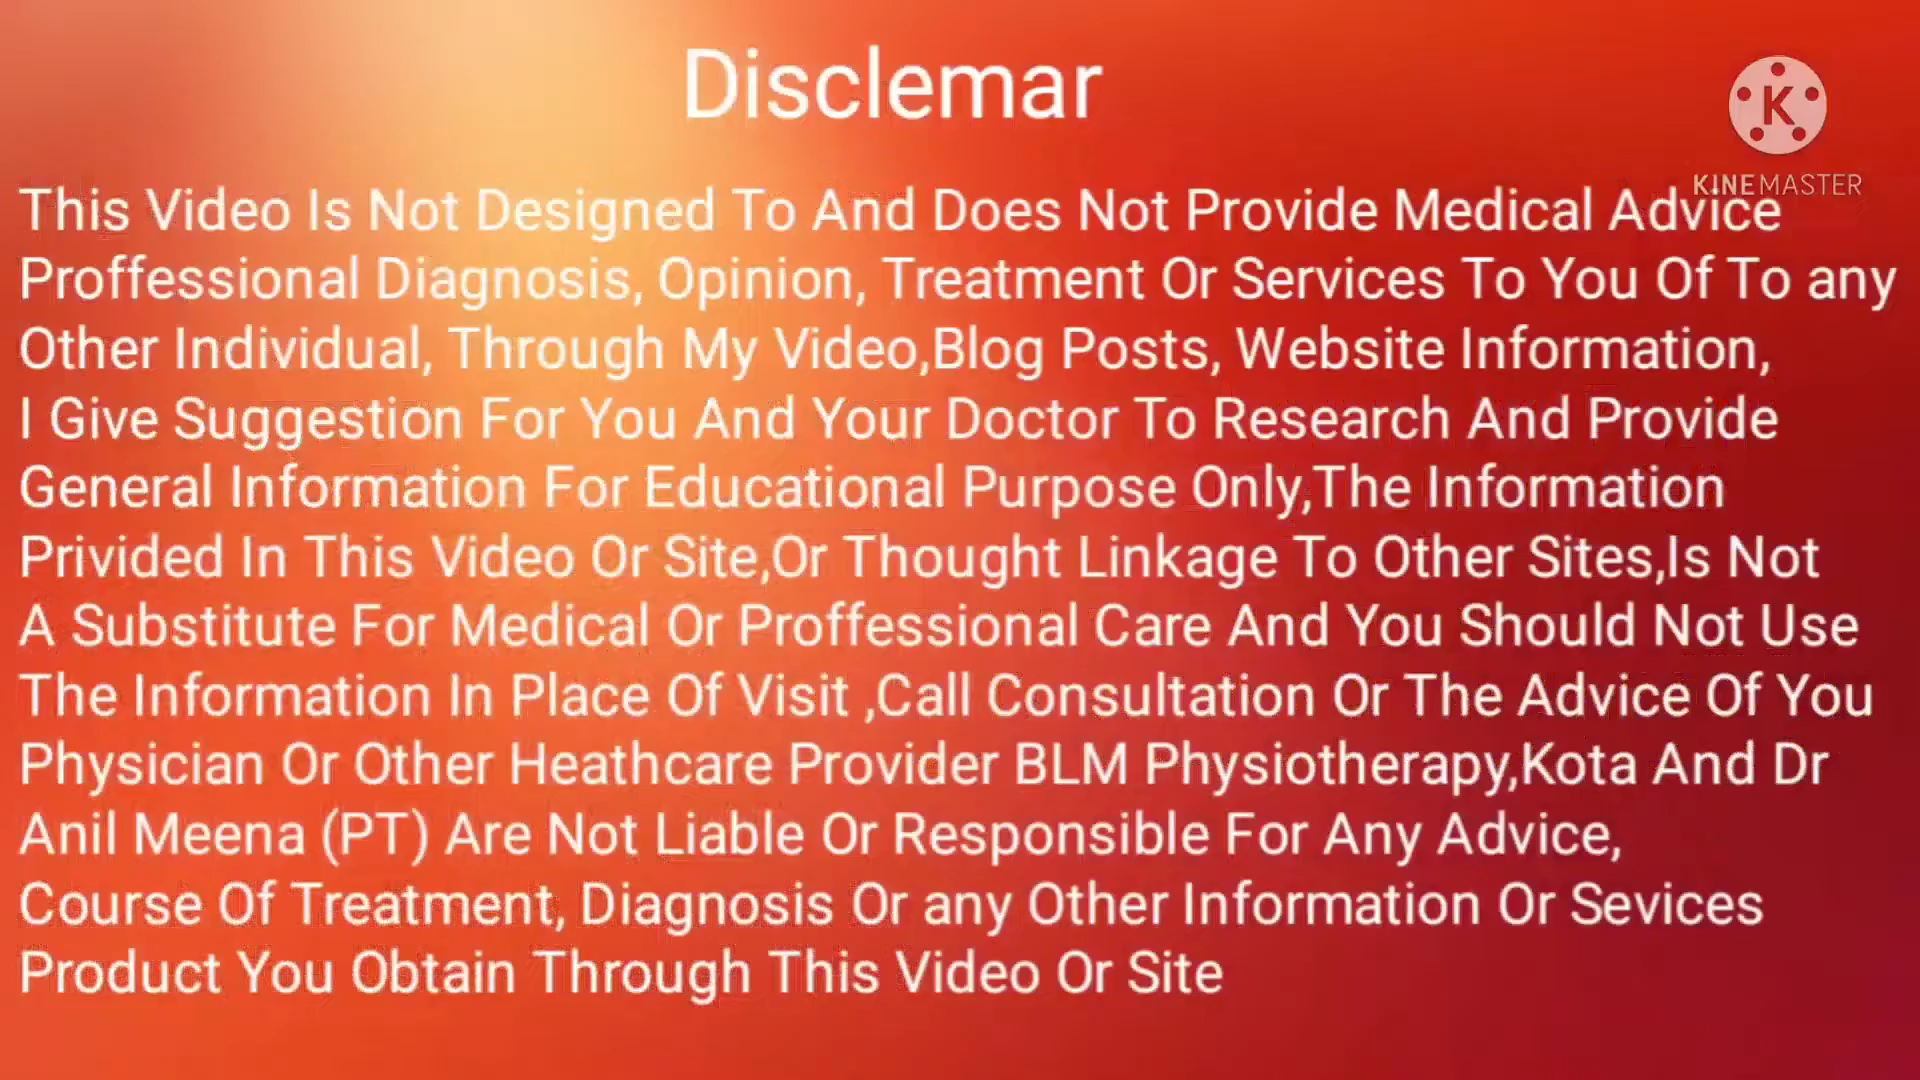 Disclemar
KINEMASTER
This Video Is Not Designed To And Does Not Provide Medical Advice
Proffessional Diagnosis, Opinion, Treatment Or Services To You Of To any
Other Individual, Through My Video,Blog Posts, Website Information,
I Give Suggestion For You And Your Doctor To Research And Provide
General Information For Educational Purpose Only,The Information
Privided In This Video Or Site,Or Thought Linkage To Other Sites,Is Not
A Substitute For Medical Or Proffessional Care And You Should Not Use
The Information In Place Of Visit ,Call Consultation Or The Advice Of You
Physician Or Other Heathcare Provider BLM Physiotherapy,Kota And Dr
Anil Meena (PT) Are Not Liable Or Responsible For Any Advice,
Course Of Treatment, Diagnosis Or any Other Information Or Sevices
Product You Obtain Through This Video Or Site